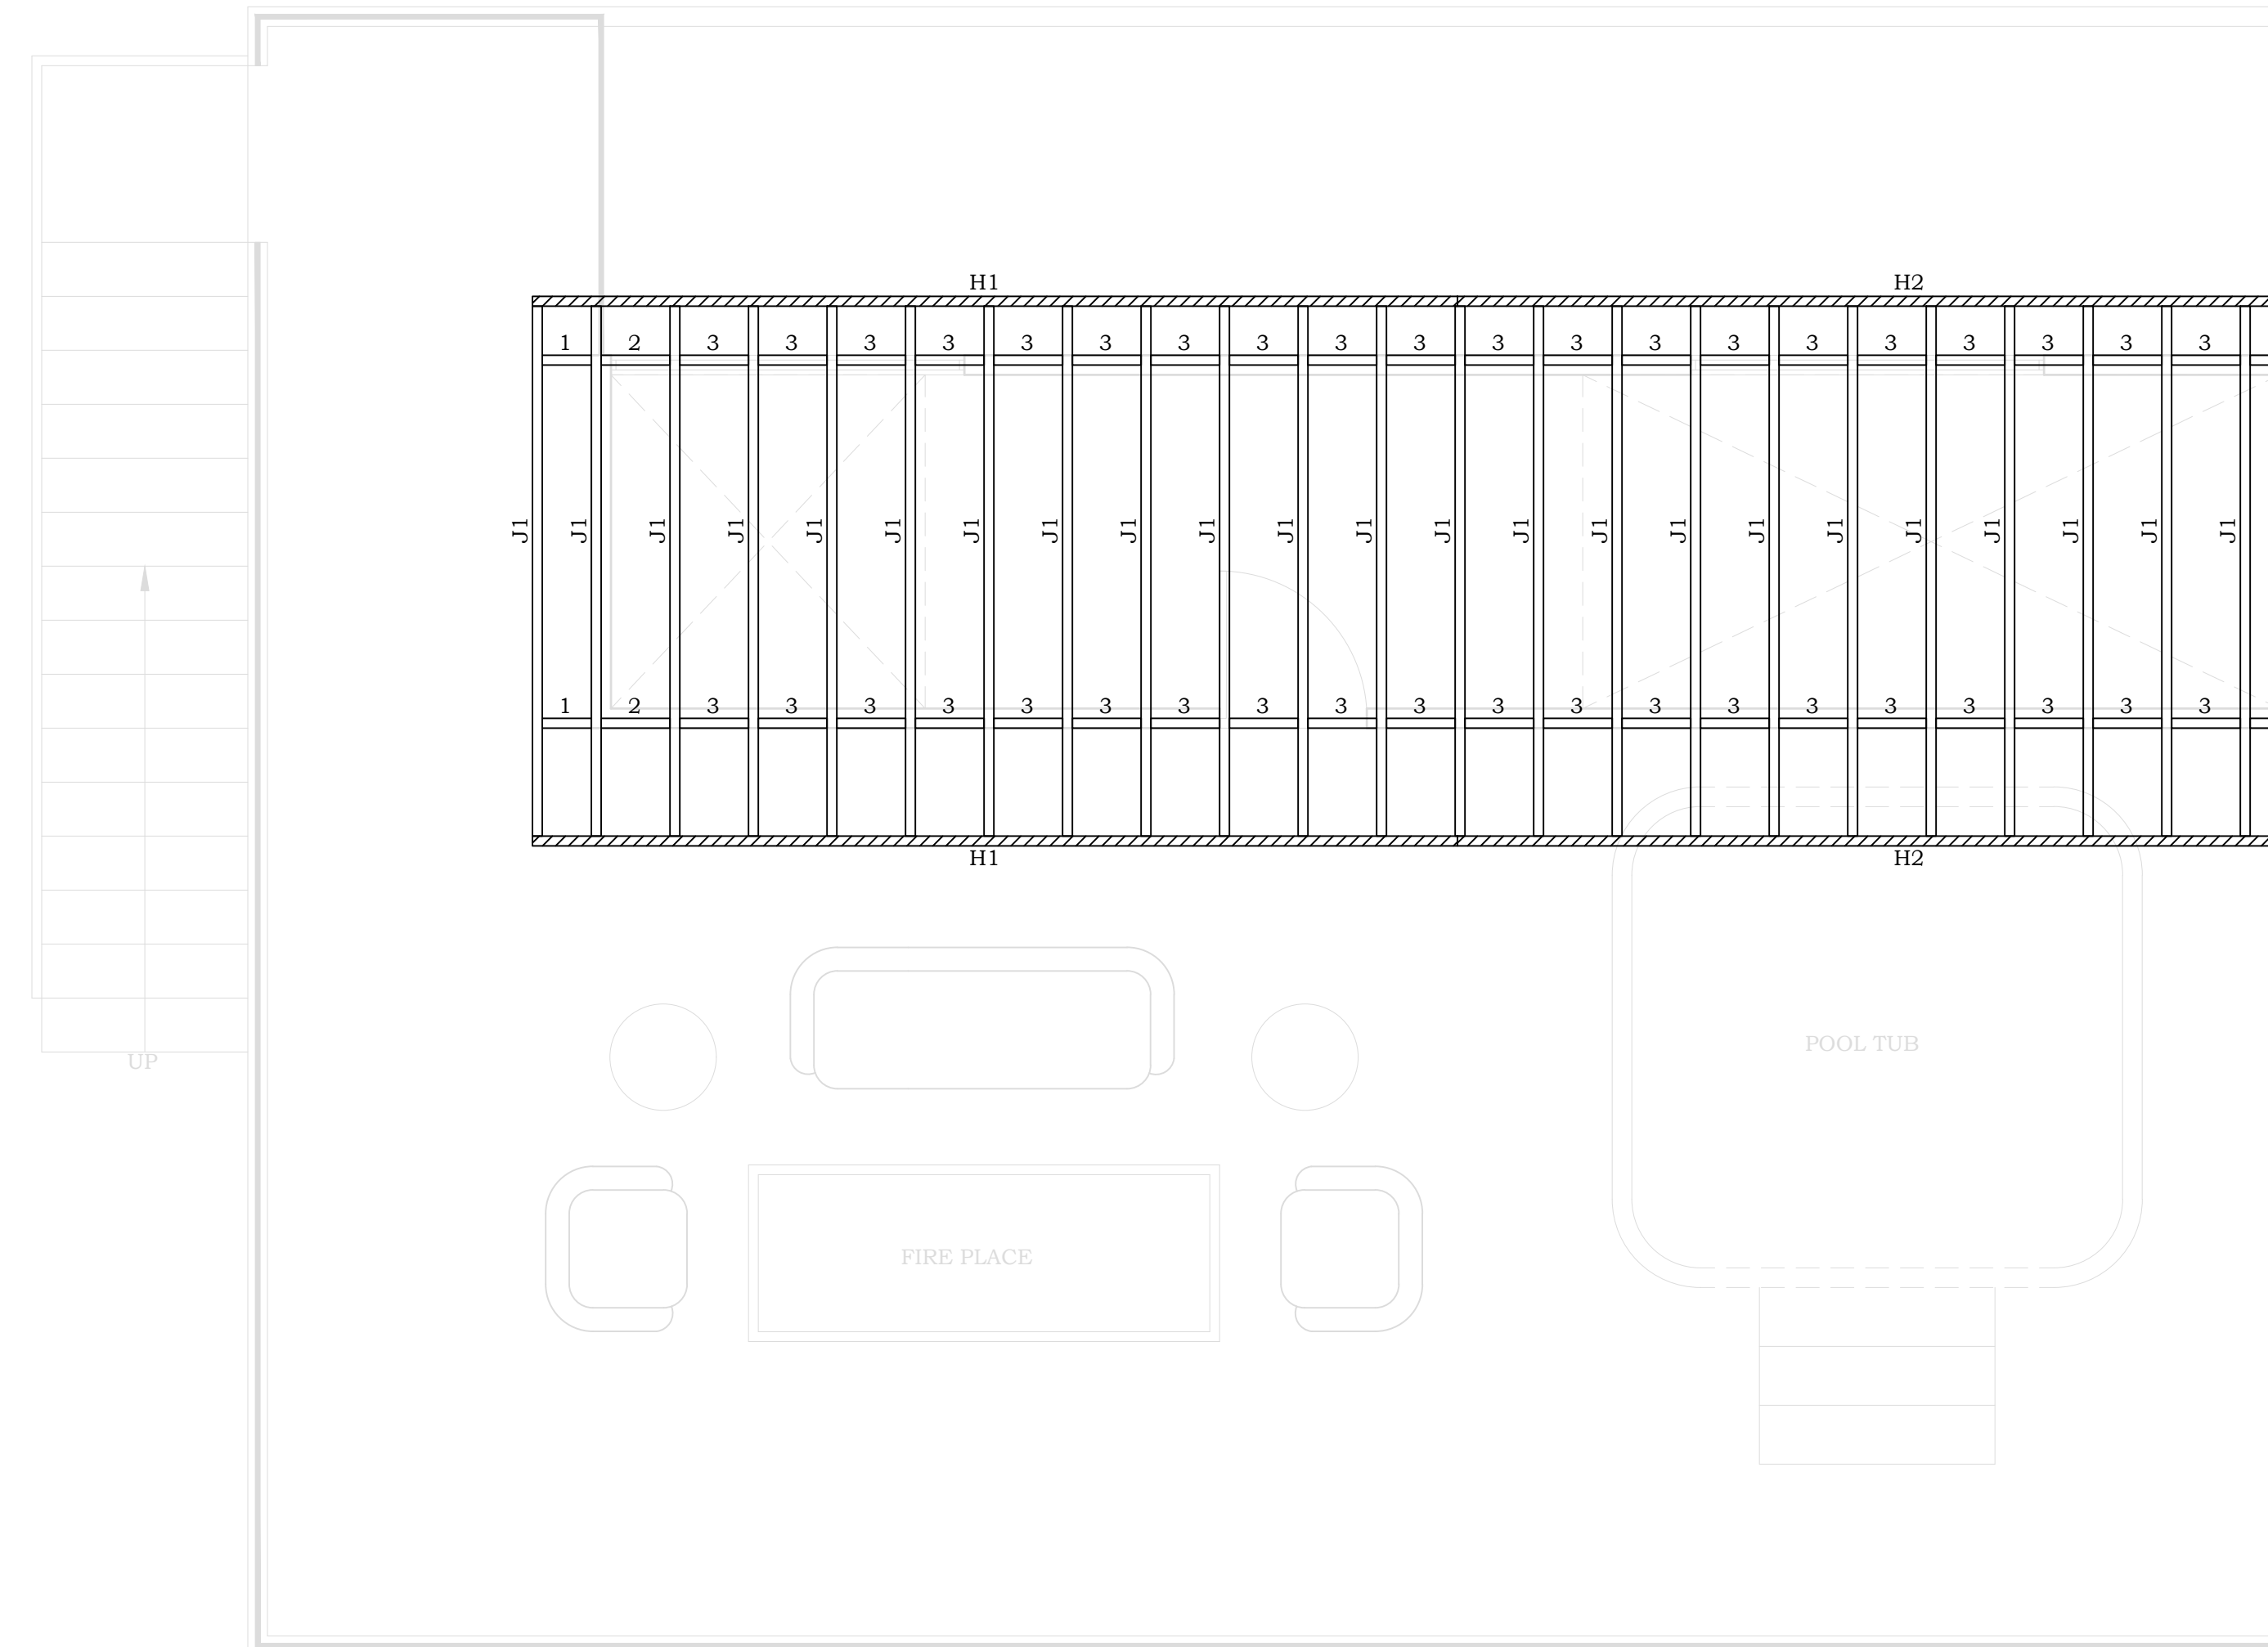 H1 H2
1 2 3 3 3 3 3 3 3 3 3 3 3 3 3 3 3 3 3 3 3 3
J1 J1 J1 J1 J1 J1 J1 J1 J1 J1 J1 J1 J1 J1 J1 J1 J1 J1 J1 J1 J1 J1 J1
1 2 3 3 3 3 3 3 3 3 3 3 3 3 3 3 3 3 3 3 3 3
H1 H2
POOL TUB
UP
FIRE PLACE